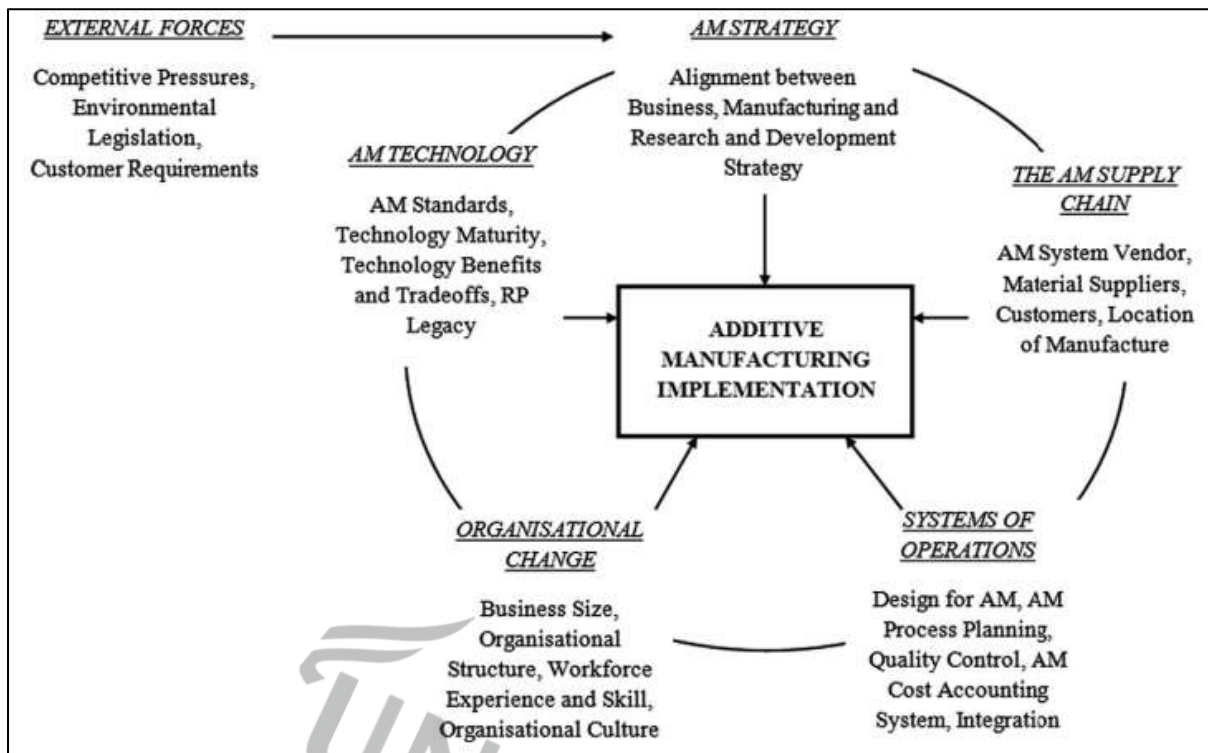 EXTERNAL FORCES
Competitive Pressures,
Environmental
Legislation,
Customer Requirements
AM STRATEGY
Alignment between
Business, Manufacturing and
Research and Development
Strategy
AM TECHNOLOGY
AM Standards,
Technology Maturity,
Technology Benefits
and Tradeoffs, RP
Legacy
THE AM SUPPLY
CHAIN
AM System Vendor,
Material Suppliers,
Customers, Location
of Manufacture
ADDITIVE
MANUFACTURING
IMPLEMENTATION
ORGANISATIONAL
CHANGE
Business Size,
Organisational
Structure, Workforce
Experience and Skill,
Organisational Culture
SYSTEMS OF
OPERATIONS
Design for AM, AM
Process Planning,
Quality Control, AM
Cost Accounting
System, Integration